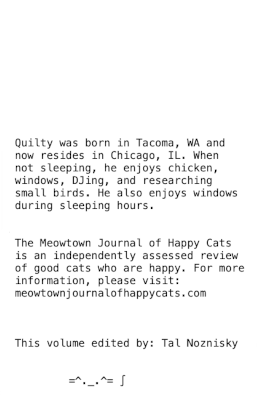 Quilty was born in Tacoma, WA and
now resides in Chicago, IL. When
not sleeping, he enjoys chicken,
windows, DJing, and researching
small birds. He also enjoys windows
during sleeping hours.
The Meowtown Journal of Happy Cats
is an independently assessed review
of good cats who are happy. For more
information, please visit:
meowtownjournalofhappycats.com
This volume edited by: Tal Noznisky
=^._.^= ∫